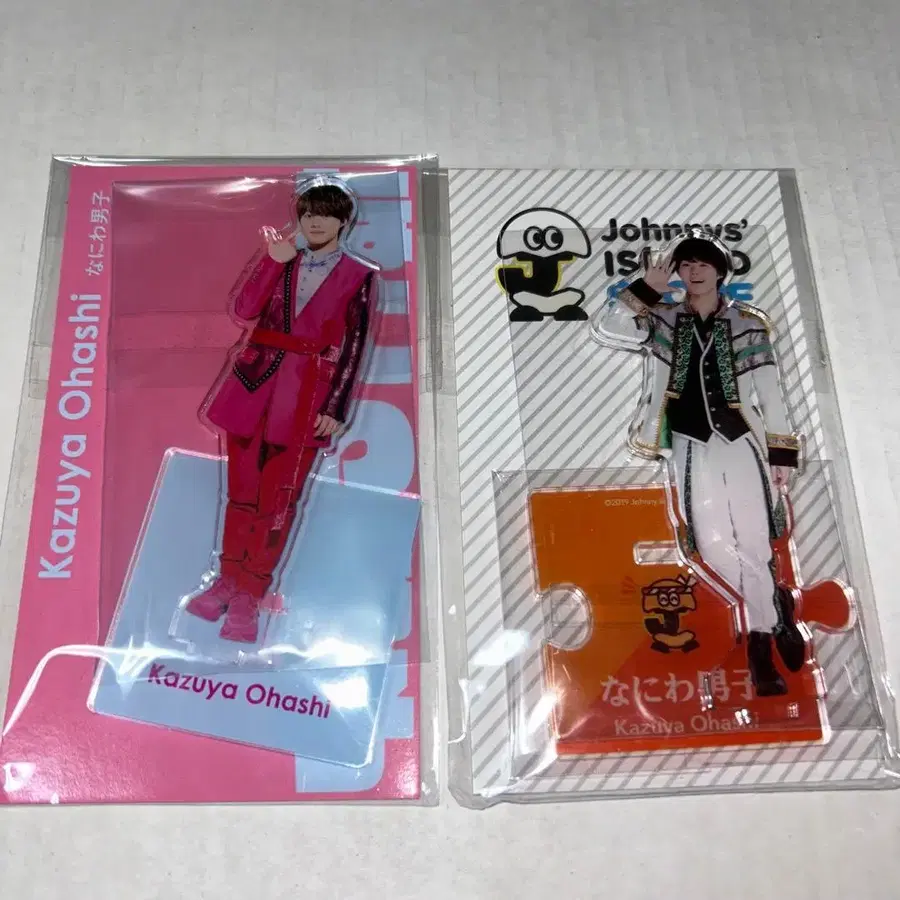 Kazuya Ohashi なにわ男子
Kazuya Ohashi
Johnnys'
©2019 Johnny
なにわ男子
Kazuya Ohashi